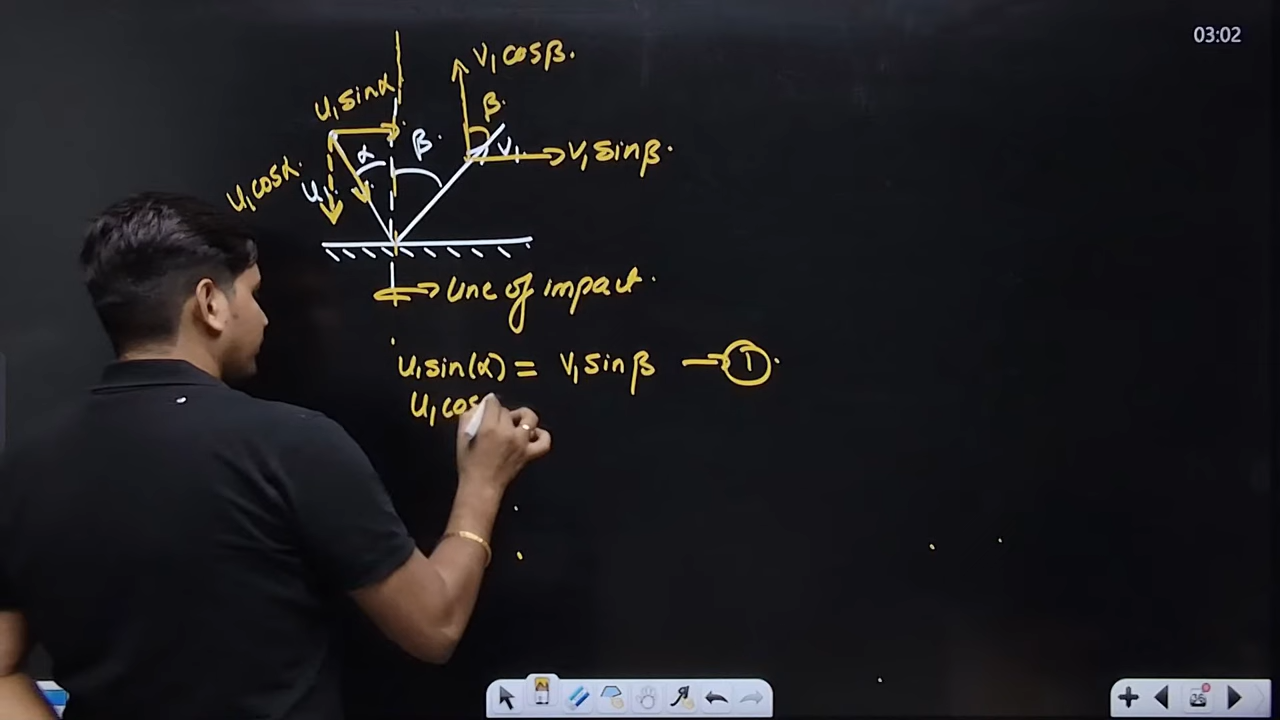 03:02
V₁cosβ.
U₁sinα
β.
β.
α
V₁
V₁sinβ.
U₁cosα.
U₁
Line of impact.
U₁sin(α) = V₁sinβ → ①.
U₁cos